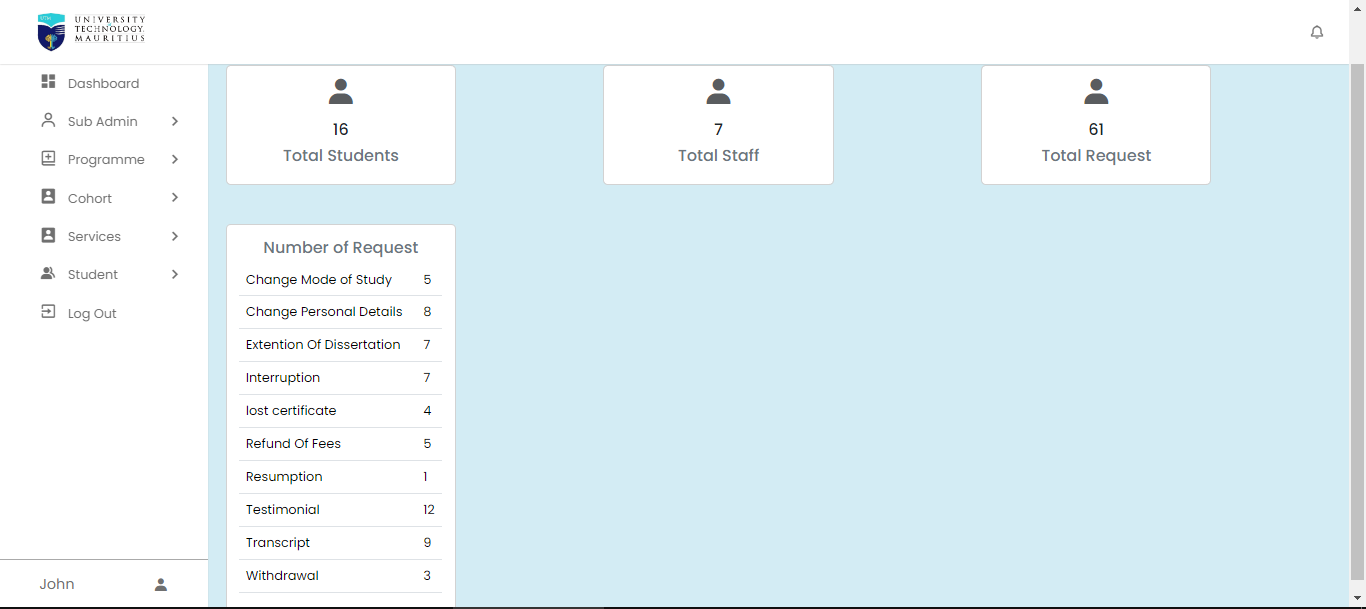 UNIVERSITY
TECHNOLOGY,
MAURITIUS
Dashboard
Sub Admin
Programme
Cohort
Services
Student
Log Out
John
16
Total Students
7
Total Staff
61
Total Request
Number of Request
Change Mode of Study 5
Change Personal Details 8
Extention Of Dissertation 7
Interruption 7
lost certificate 4
Refund Of Fees 5
Resumption 1
Testimonial 12
Transcript 9
Withdrawal 3